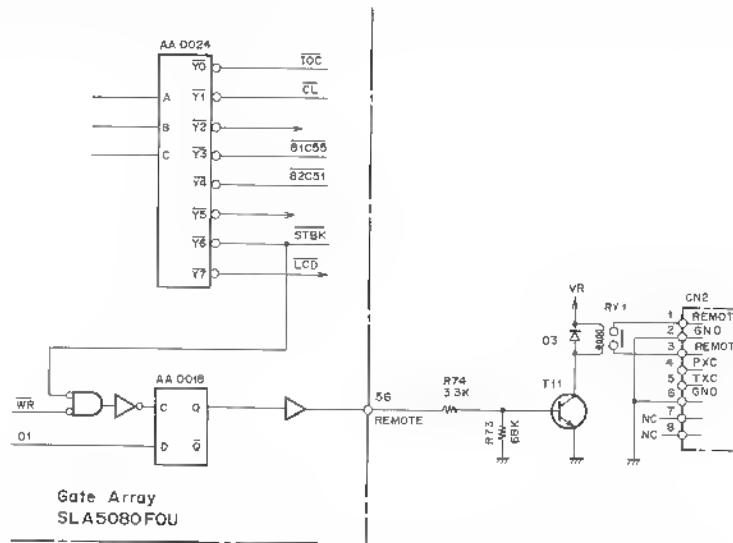 AA 0024
Y0
TOC
A
Y1
CL
B
Y2
C
Y3
81C55
Y4
82C51
Y5
Y6
STBK
Y7
LCD
VR
RY1
CN2
1 REMOT
2 GND
D3
3 REMOT
4 PXC
5 TXC
6 GND
7
NC
8
NC
AA 0018
R74
3.3K
T11
56
REMOTE
R73
68K
WR
C
Q
D1
D
Q
Gate Array
SLA5080F0U